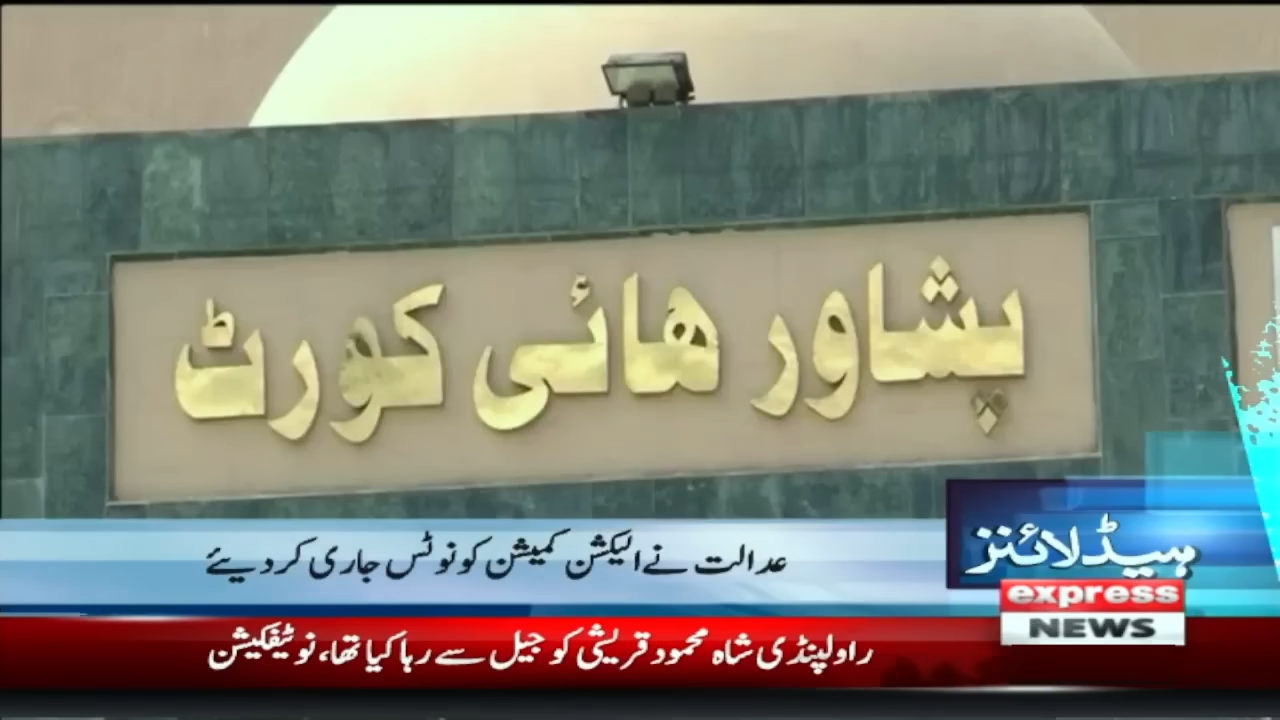 پشاور ھائی کورٹ
ہیڈلائنز
عدالت نے الیکشن کمیشن کو نوٹس جاری کر دیئے
express
NEWS
راولپنڈی شاہ محمود قریشی کو جیل سے رہا کیا تھا، نوٹیفکیشن